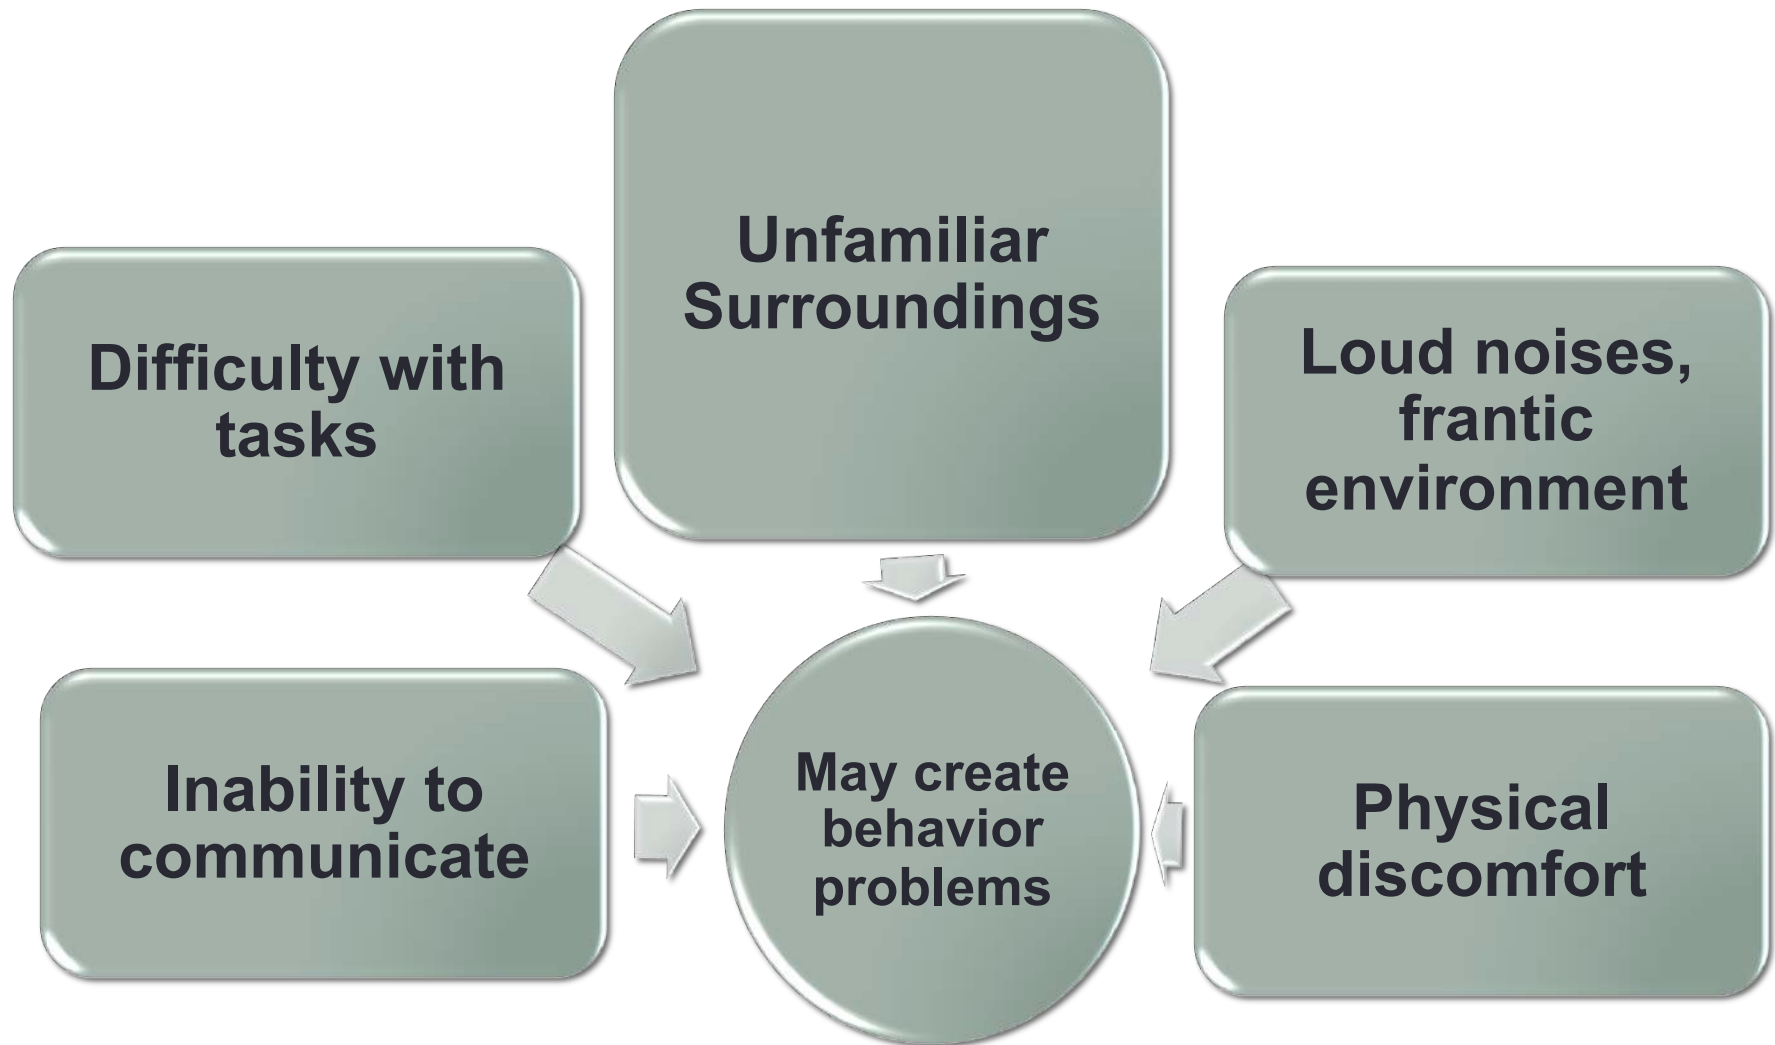 Unfamiliar
Surroundings
Difficulty with
tasks
Loud noises,
frantic
environment
Inability to
communicate
May create
behavior
problems
Physical
discomfort